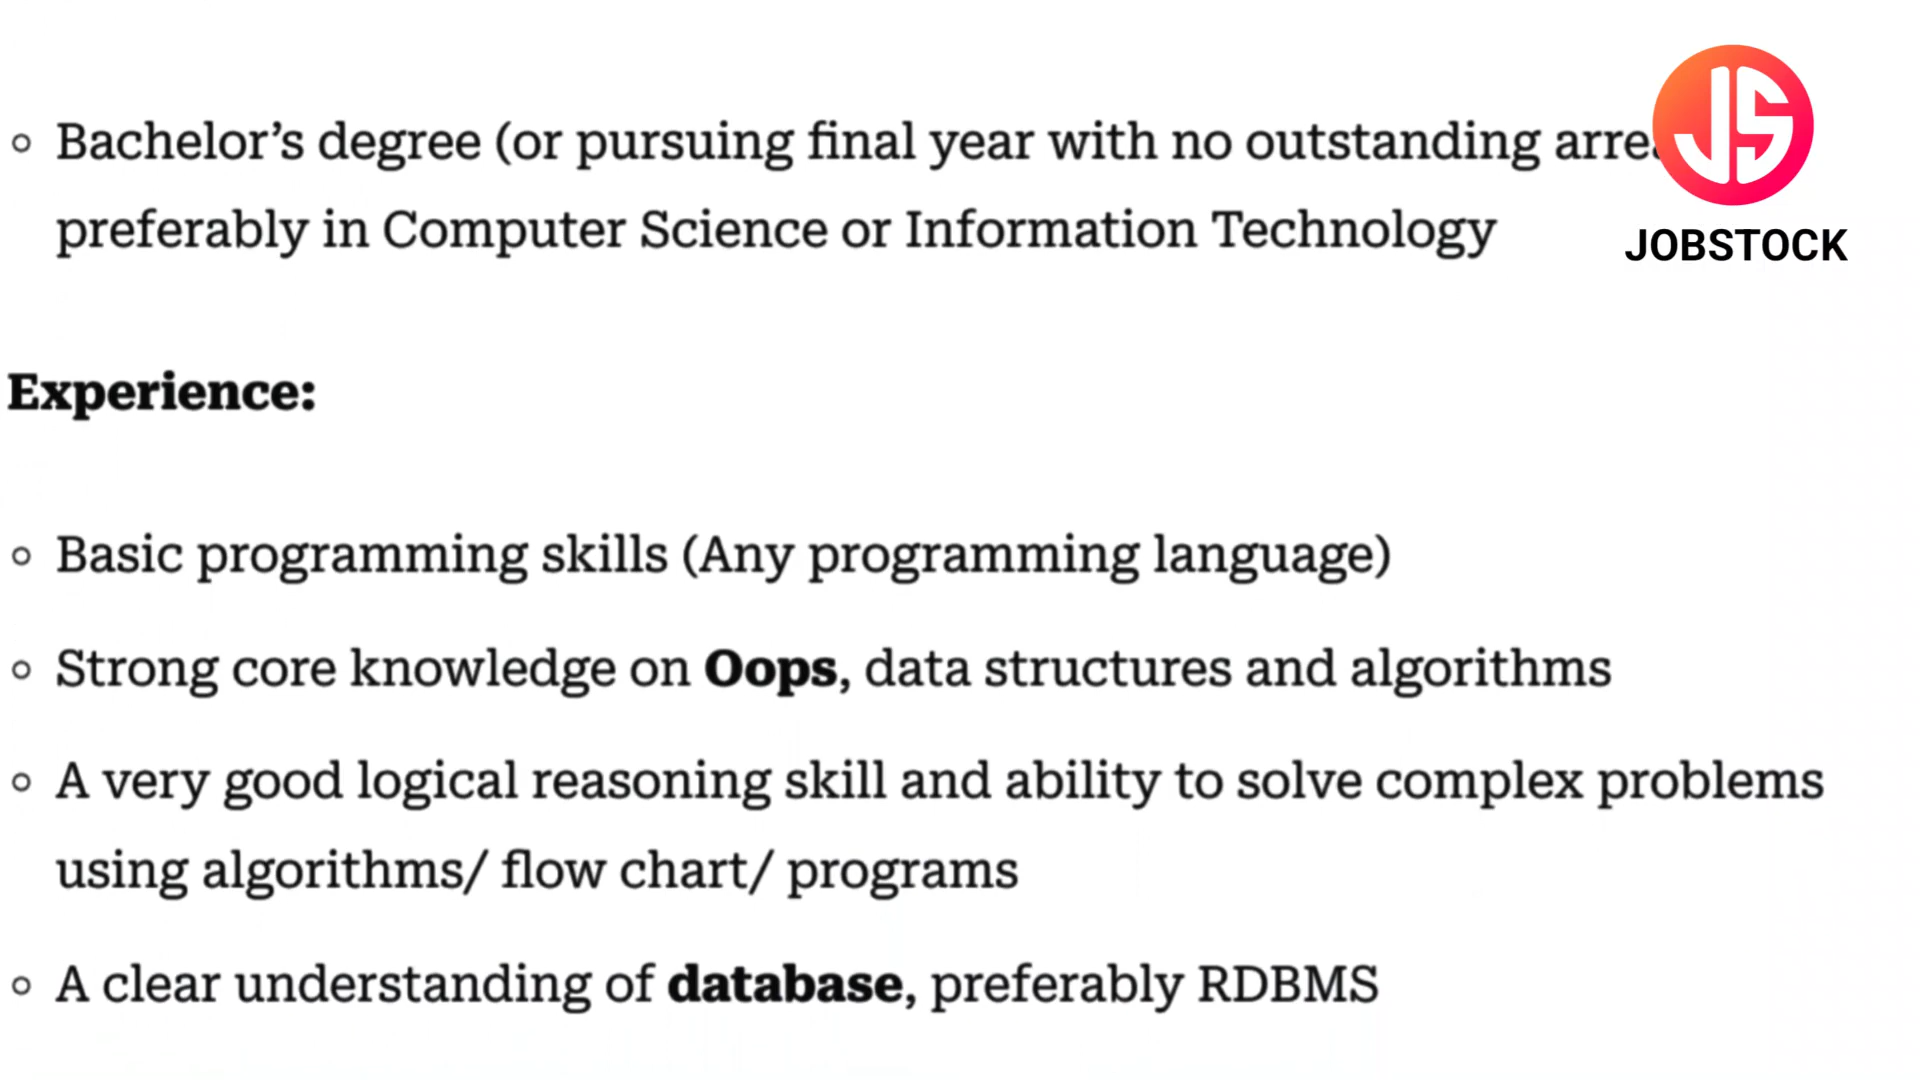 Bachelor’s degree (or pursuing final year with no outstanding
preferably in Computer Science or Information Technology
JS
JOBSTOCK
Experience:
Basic programming skills (Any programming language)
Strong core knowledge on Oops, data structures and algorithms
A very good logical reasoning skill and ability to solve complex problems
using algorithms/ flow chart/ programs
A clear understanding of database, preferably RDBMS